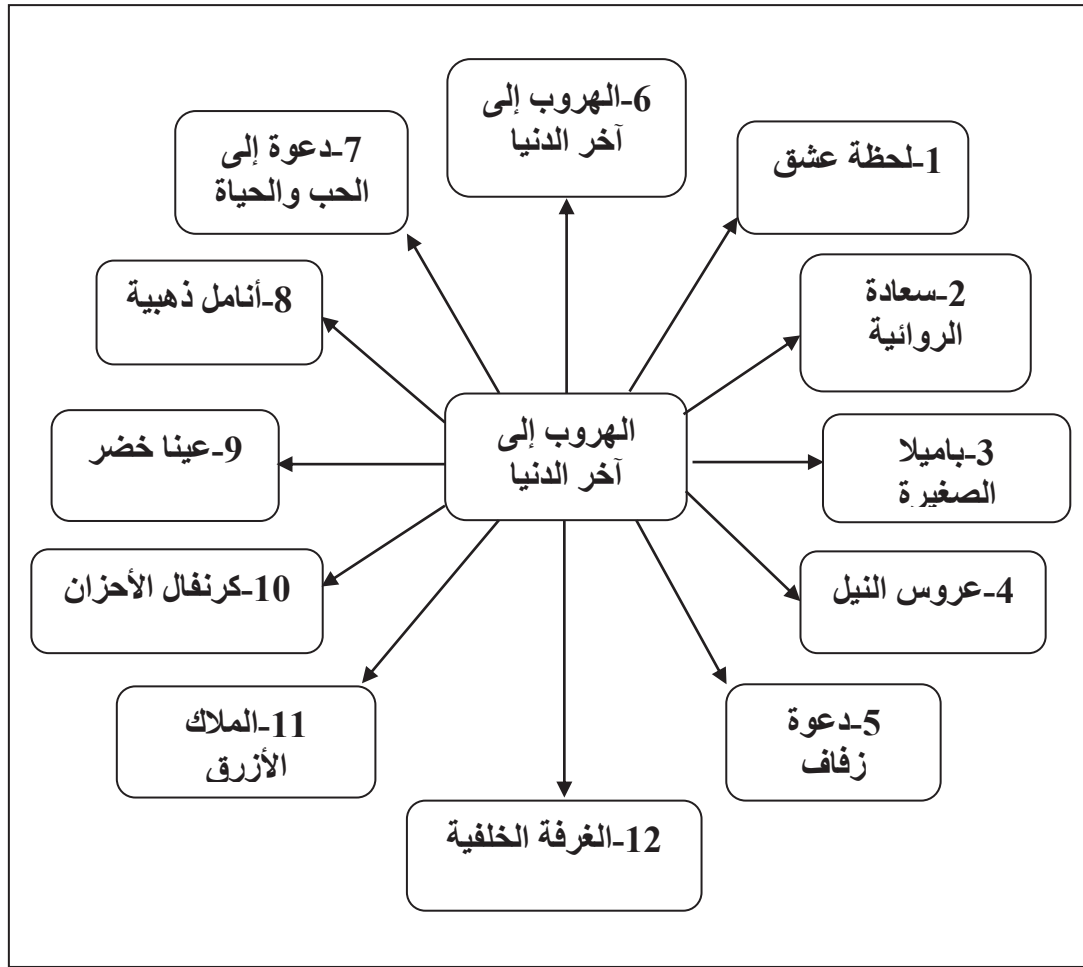 6-الهروب إلى
آخر الدنيا
7-دعوة إلى
الحب والحياة
1-لحظة عشق
8-أنامل ذهبية
2-سعادة
الروائية
الهروب إلى
آخر الدنيا
9-عينا خضر
3-باميلا
الصغيرة
10-كرنفال الأحزان
4-عروس النيل
11-الملاك
الأزرق
5-دعوة
زفاف
12-الغرفة الخلفية